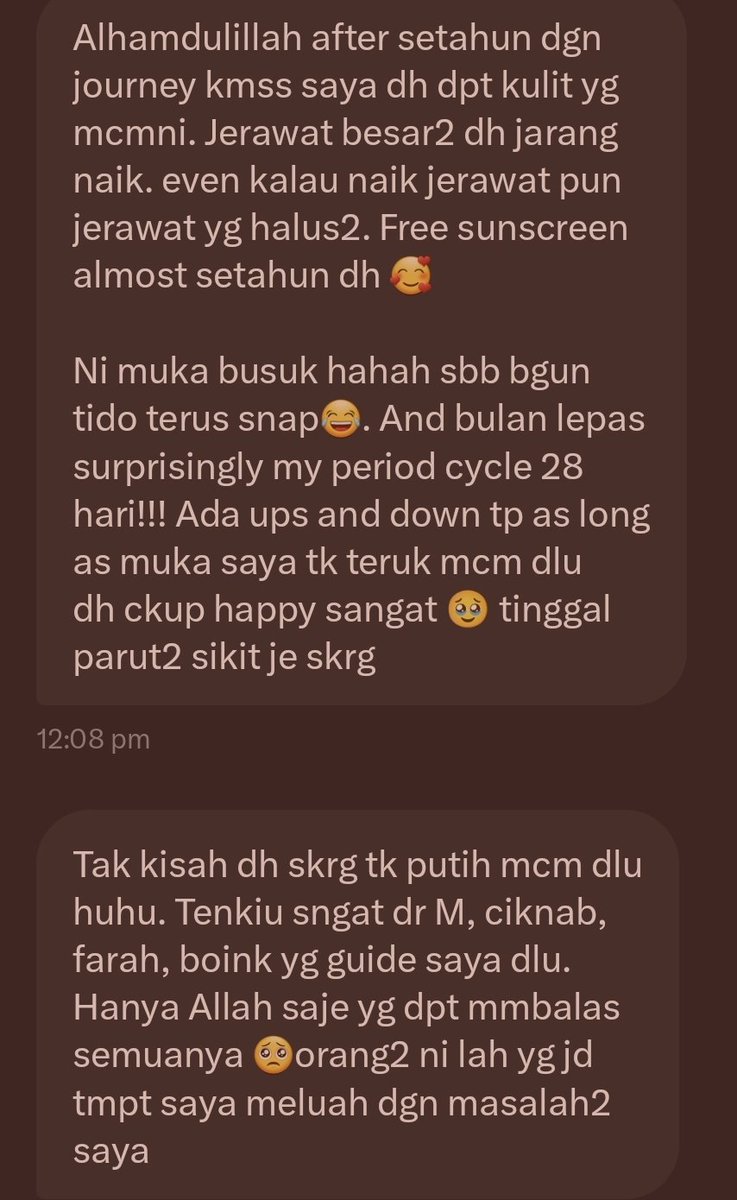 Alhamdulillah after setahun dgn
journey kmss saya dh dpt kulit yg
mcmni. Jerawat besar2 dh jarang
naik. even kalau naik jerawat pun
jerawat yg halus2. Free sunscreen
almost setahun dh 🥰
Ni muka busuk hahah sbb bgun
tido terus snap😂. And bulan lepas
surprisingly my period cycle 28
hari!!! Ada ups and down tp as long
as muka saya tk teruk mcm dlu
dh ckup happy sangat 🥹 tinggal
parut2 sikit je skrg
12:08 pm
Tak kisah dh skrg tk putih mcm dlu
huhu. Tenkiu sngat dr M, ciknab,
farah, boink yg guide saya dlu.
Hanya Allah saje yg dpt mmbalas
semuanya 🥺orang2 ni lah yg jd
tmpt saya meluah dgn masalah2
saya